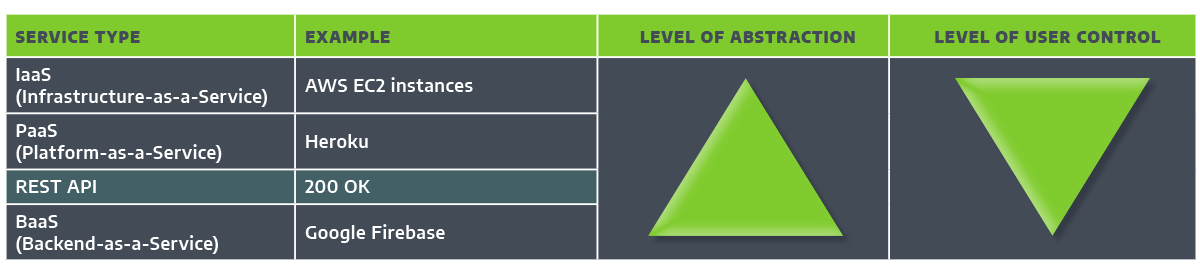 SERVICE TYPE EXAMPLE LEVEL OF ABSTRACTION LEVEL OF USER CONTROL
IaaS
(Infrastructure-as-a-Service) AWS EC2 instances
PaaS
(Platform-as-a-Service) Heroku
REST API 200 OK
BaaS
(Backend-as-a-Service) Google Firebase